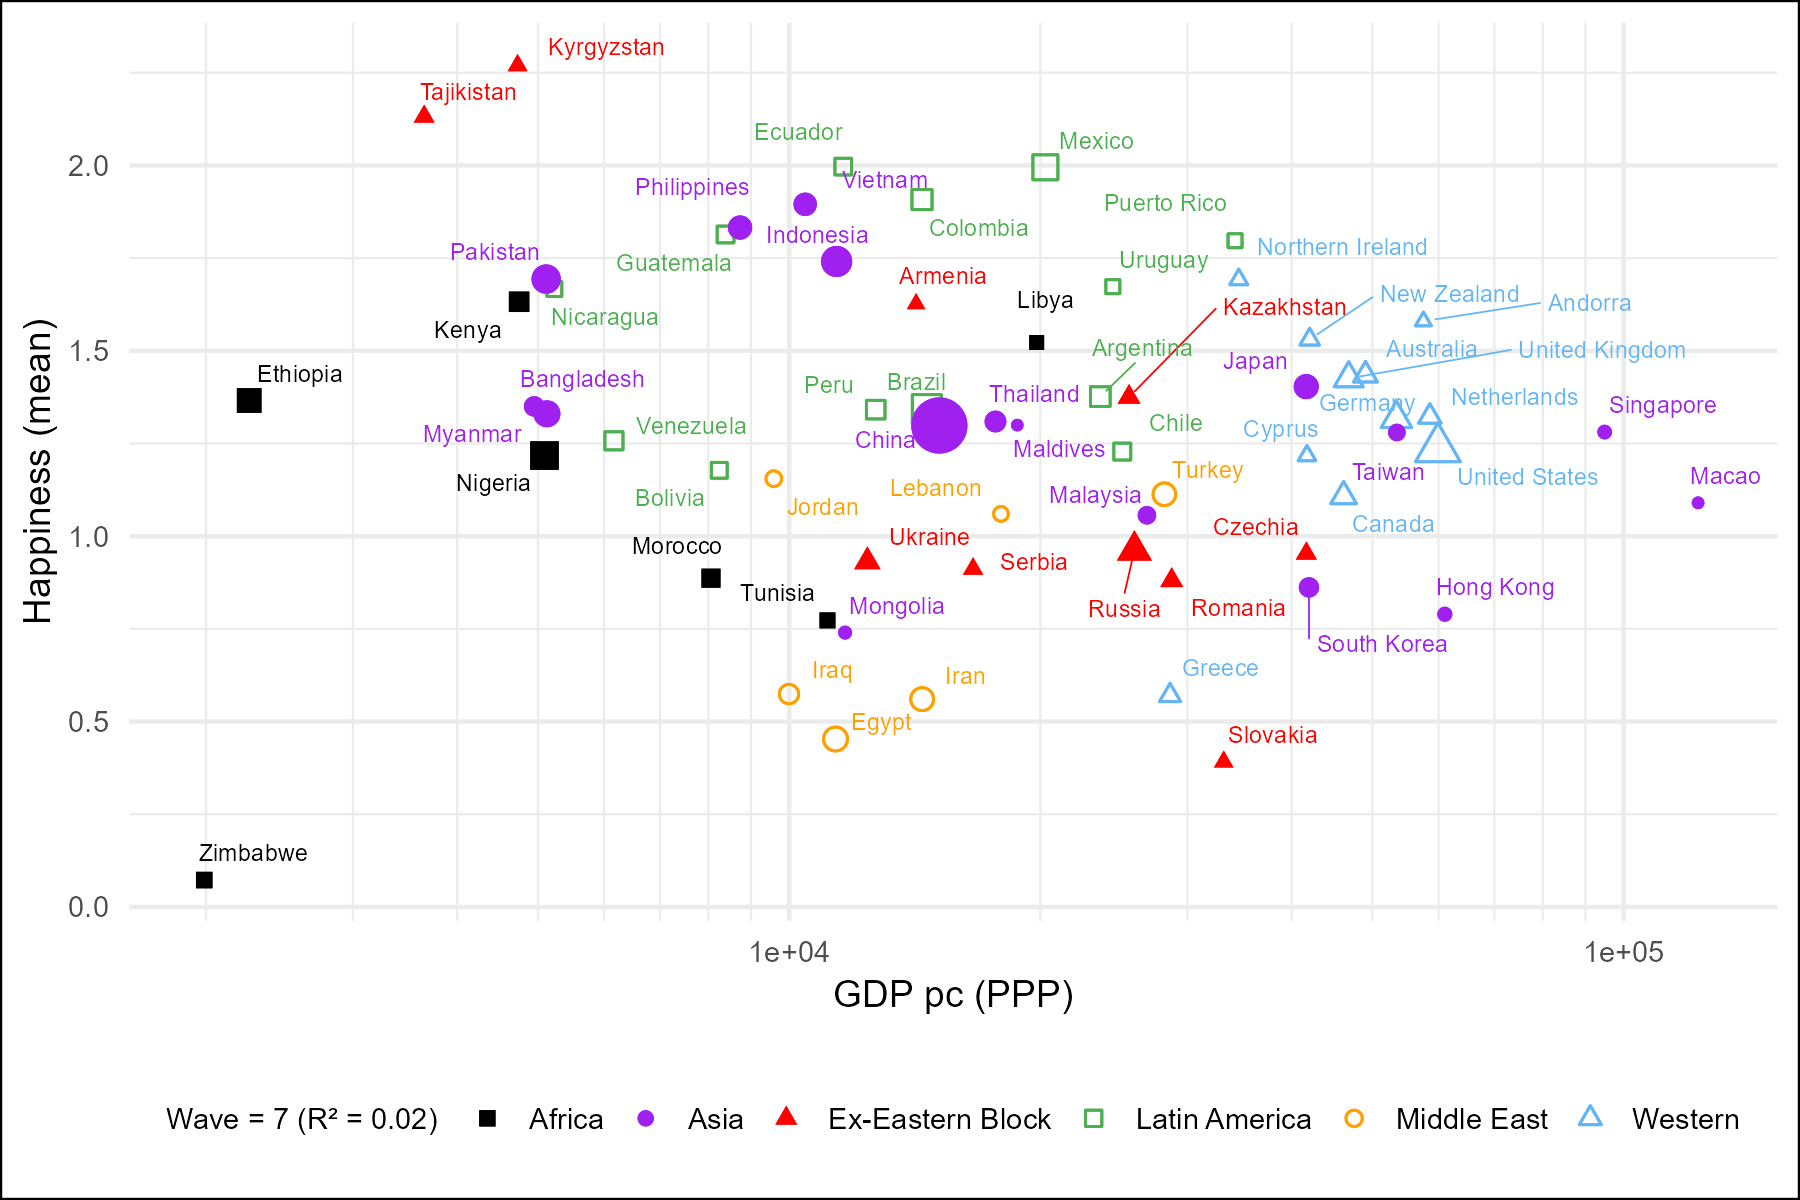 Kyrgyzstan
Tajikistan
Ecuador
Mexico
2.0
Philippines
Vietnam
Puerto Rico
Colombia
Indonesia
Northern Ireland
Pakistan
Guatemala
Uruguay
Armenia
Libya
Kazakhstan
New Zealand
Andorra
Nicaragua
Kenya
1.5
Argentina
Japan
Australia
United Kingdom
Ethiopia
Bangladesh
Peru
Brazil
Thailand
Germany
Netherlands
Singapore
Venezuela
Chile
Cyprus
Myanmar
China
Maldives
Nigeria
Turkey
Taiwan
United States
Macao
Bolivia
Jordan
Lebanon
Malaysia
Canada
Czechia
1.0
Morocco
Ukraine
Serbia
Tunisia
Mongolia
Russia
Romania
Hong Kong
South Korea
Iraq
Iran
Greece
0.5
Egypt
Slovakia
Zimbabwe
0.0
Happiness (mean)
1e+04
1e+05
GDP pc (PPP)
Wave = 7 (R² = 0.02) Africa Asia Ex-Eastern Block Latin America Middle East Western